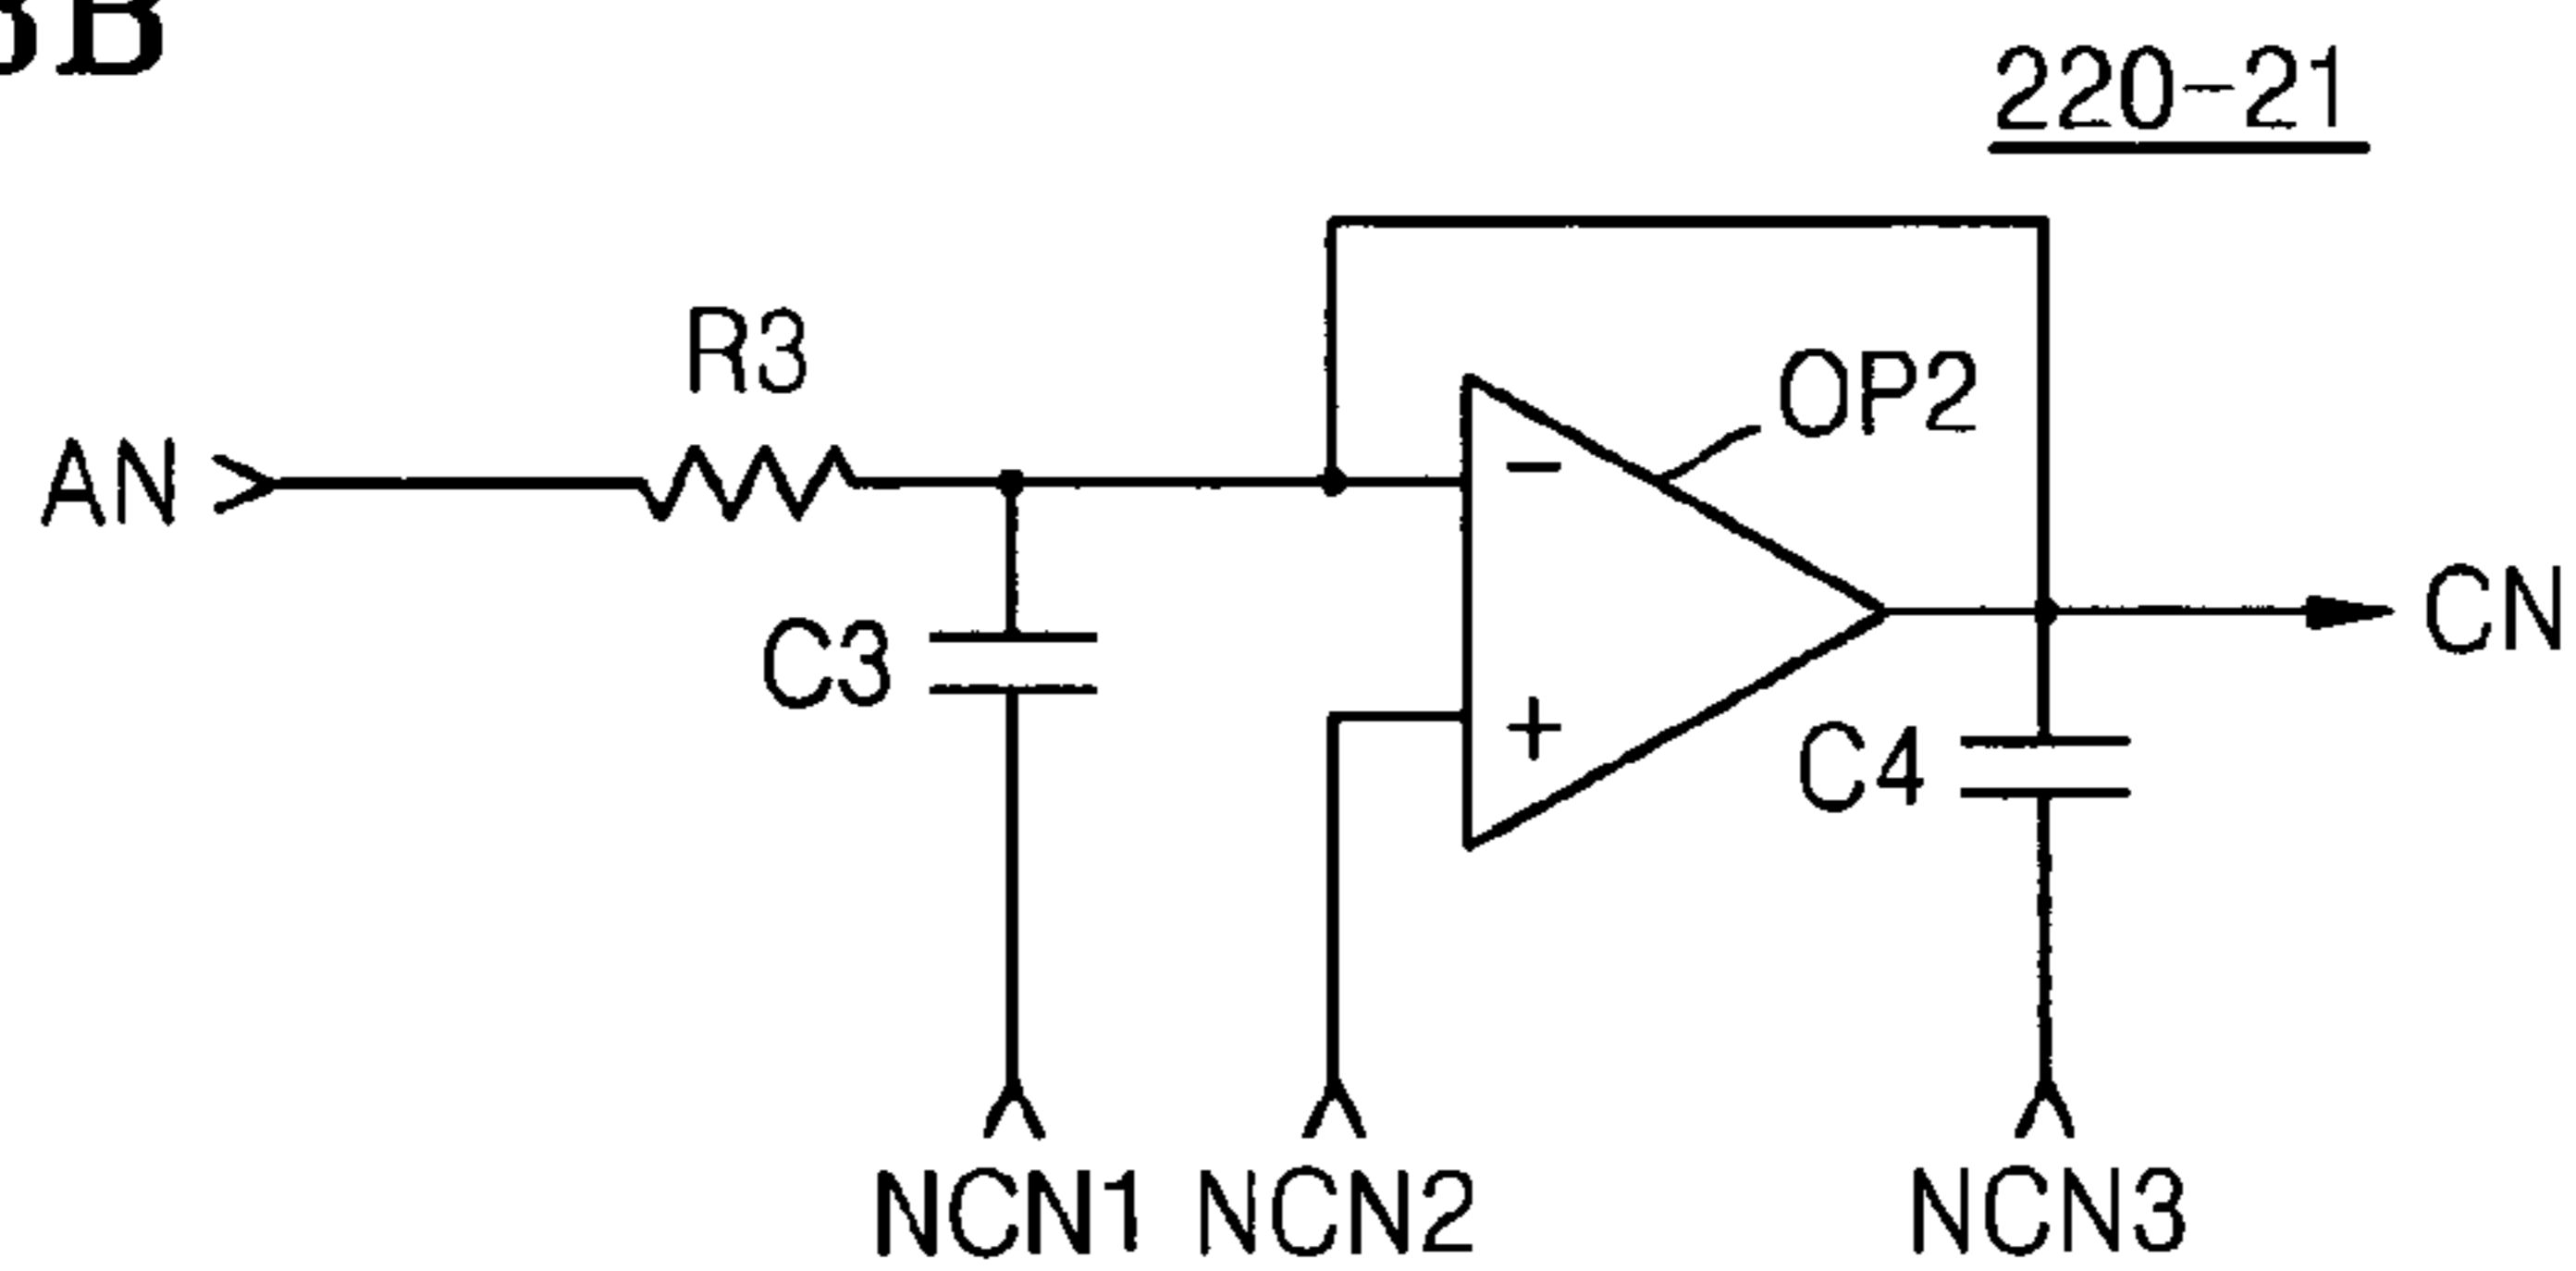 3B
220-21
R3
OP2
AN
-
CN
C3
+
C4
NCN1 NCN2 NCN3